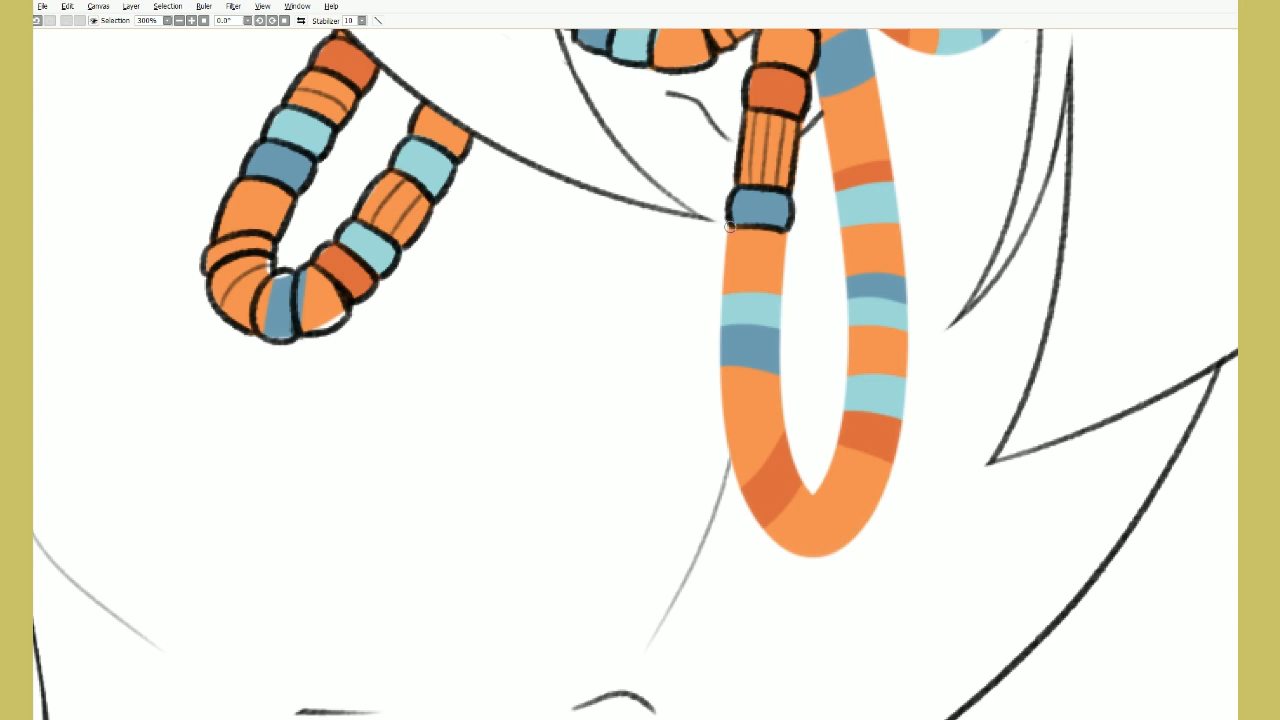 File Edit Canvas Layer Selection Ruler Filter View Window Help
Selection 300% 0.0° Stabilizer 10